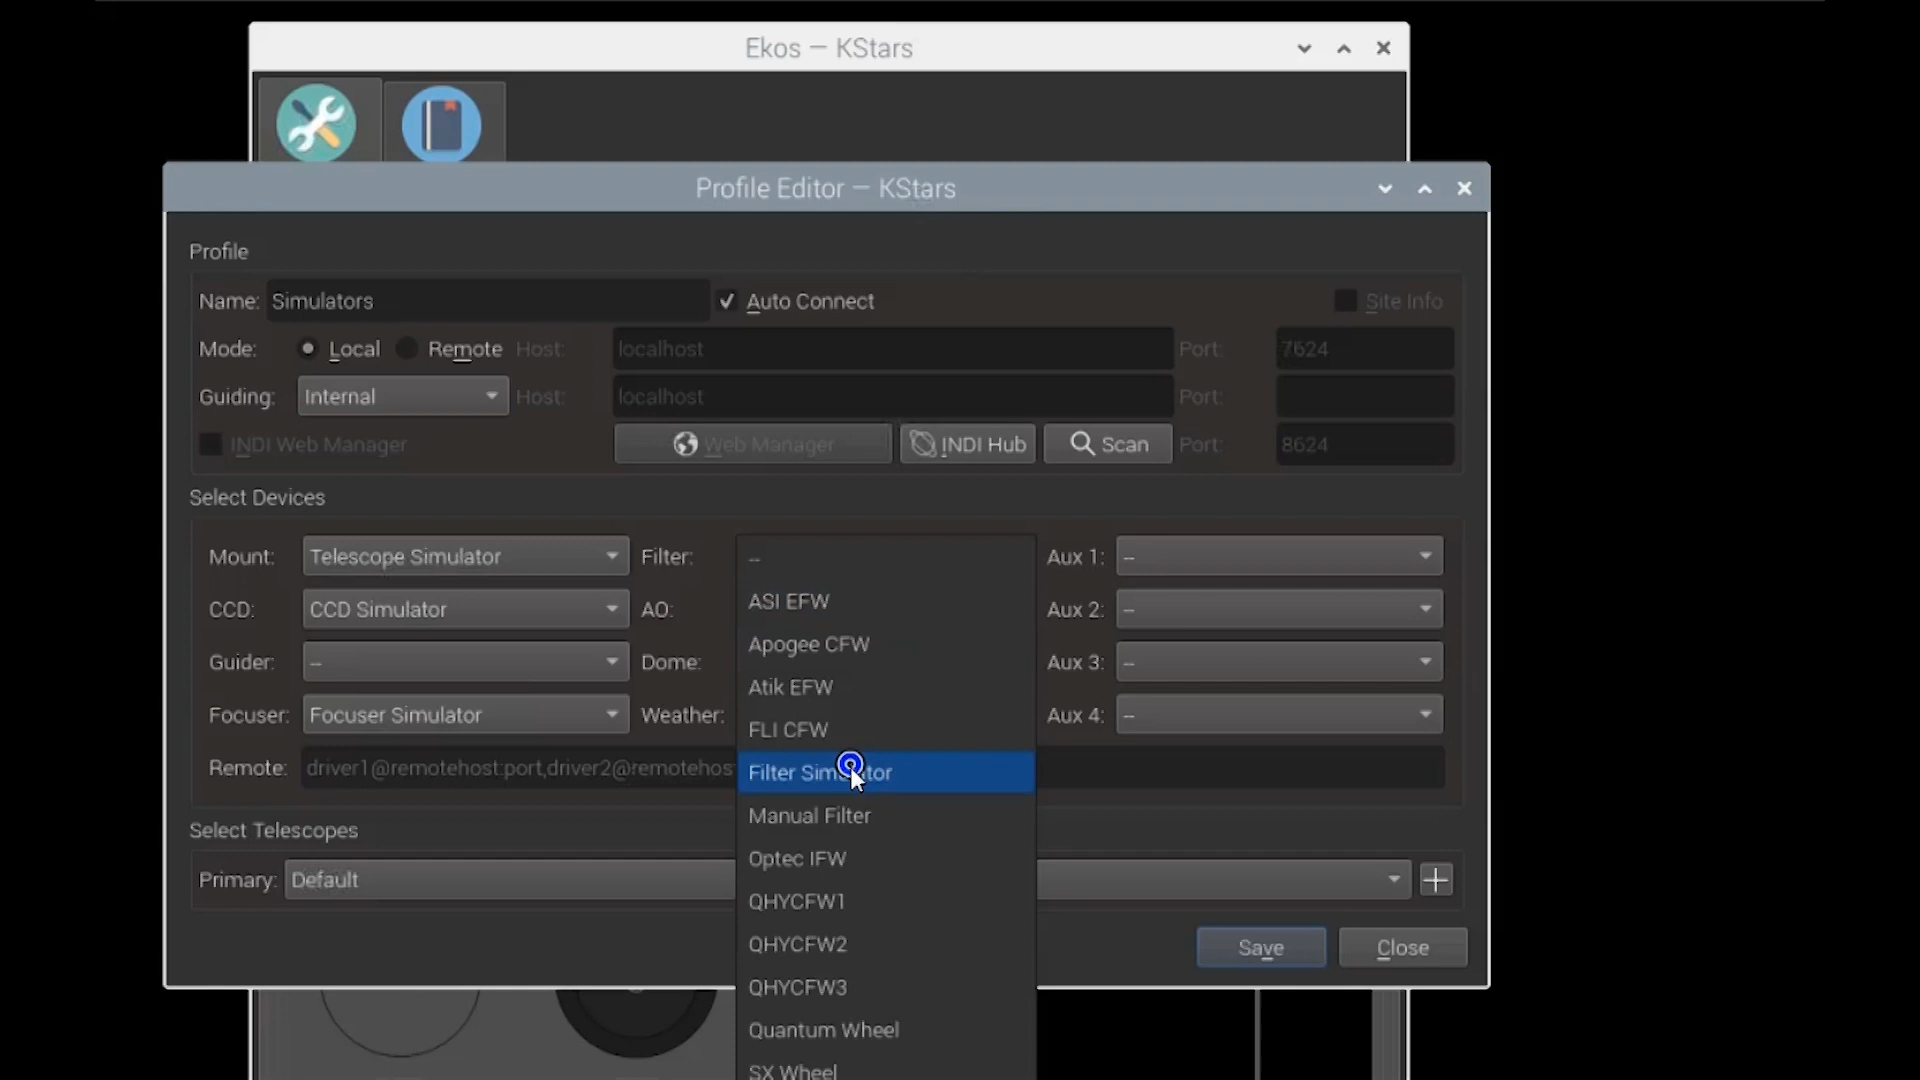 Ekos — KStars
Profile Editor — KStars
Profile
Name: Simulators Auto Connect Site Info
Mode: Local Remote Host: localhost Port: 7624
Guiding: Internal Host: localhost Port:
INDI Web Manager Web Manager INDI Hub Scan Port: 8624
Select Devices
Mount: Telescope Simulator Filter: -- Aux 1: --
ASI EFW
CCD: CCD Simulator AO: Aux 2: --
Apogee CFW
Guider: -- Dome: Aux 3: --
Atik EFW
Focuser: Focuser Simulator Weather: Aux 4: --
FLI CFW
Remote: driver1@remotehost:port,driver2@remotehos
Filter Simulator
Manual Filter
Select Telescopes
Optec IFW
Primary: Default
QHYCFW1
QHYCFW2
Save Close
QHYCFW3
Quantum Wheel
SX Wheel